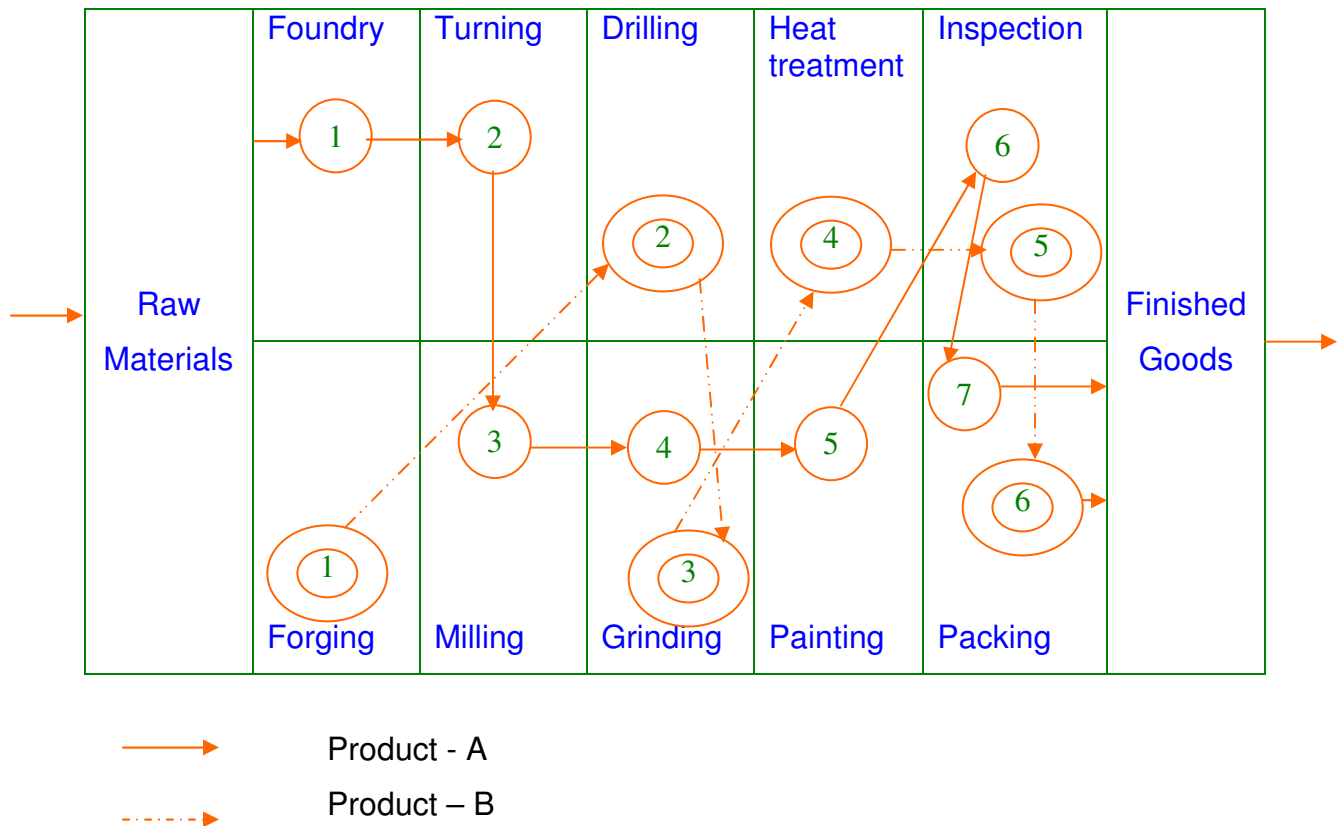 Foundry
Turning
Drilling
Heat
treatment
Inspection
1
2
6
2
4
5
Raw
Materials
Finished
Goods
7
3
4
5
6
1
3
Forging
Milling
Grinding
Painting
Packing
Product - A
Product – B